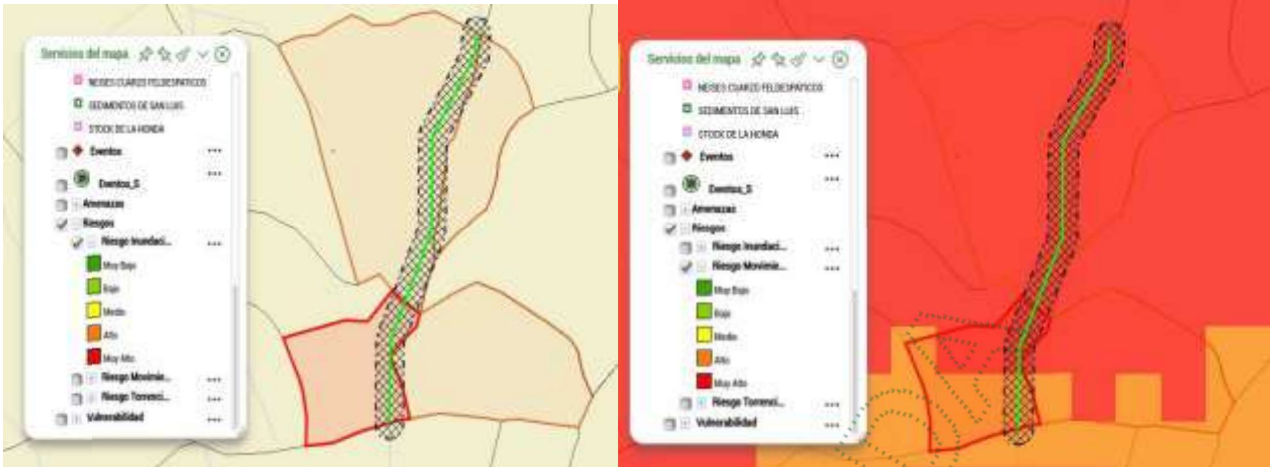 Servicios del mapa
NEISES CUARZO FELDESPATICOS
SEDIMENTOS DE SAN LUIS
STOCK DE LA HONDA
Eventos ...
Eventos_S ...
Amenazas
Riesgos
Riesgo Inundaci... ...
Muy Bajo
Bajo
Medio
Alto
Muy Alto
Riesgo Movimie... ...
Riesgo Torrenci... ...
Vulnerabilidad ...
Servicios del mapa
NEISES CUARZO FELDESPATICOS
SEDIMENTOS DE SAN LUIS
STOCK DE LA HONDA
Eventos ...
Eventos_S ...
Amenazas
Riesgos
Riesgo Inundaci... ...
Riesgo Movimie... ...
Muy Bajo
Bajo
Medio
Alto
Muy Alto
Riesgo Torrenci... ...
Vulnerabilidad ...